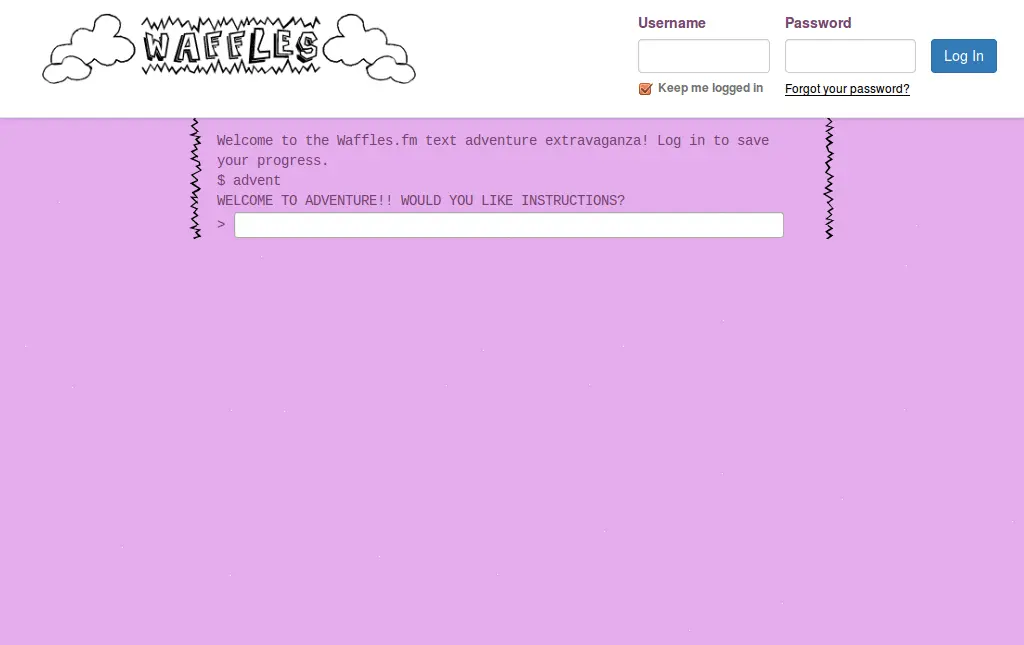 WAFFLES
Username
Password
Log In
Keep me logged in
Forgot your password?
Welcome to the Waffles.fm text adventure extravaganza! Log in to save
your progress.
$ advent
WELCOME TO ADVENTURE!! WOULD YOU LIKE INSTRUCTIONS?
>